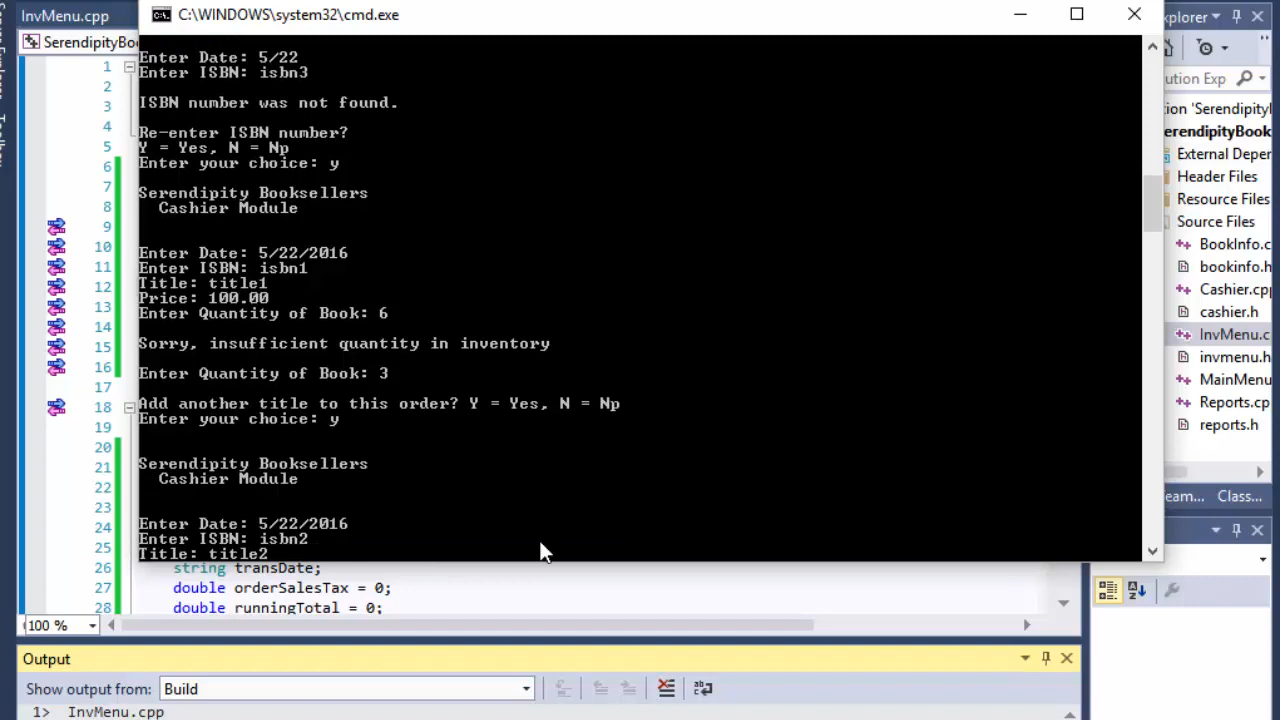 InvMenu.cpp
C:\WINDOWS\system32\cmd.exe
SerendipityBoo
Enter Date: 5/22
Enter ISBN: isbn3
ISBN number was not found.
Re-enter ISBN number?
Y = Yes, N = Np
Enter your choice: y
Serendipity Booksellers
Cashier Module
Enter Date: 5/22/2016
Enter ISBN: isbn1
Title: title1
Price: 100.00
Enter Quantity of Book: 6
Sorry, insufficient quantity in inventory
Enter Quantity of Book: 3
Add another title to this order? Y = Yes, N = Np
Enter your choice: y
Serendipity Booksellers
Cashier Module
Enter Date: 5/22/2016
Enter ISBN: isbn2
Title: title2
1
2
3
4
5
6
7
8
9
10
11
12
13
14
15
16
17
18
19
20
21
22
23
24
25
26 string transDate;
27 double orderSalesTax = 0;
28 double runningTotal = 0;
100 %
xplorer
ution Exp
ion 'Serendipity
erendipityBook
External Depen
Header Files
Resource Files
Source Files
BookInfo.c
bookinfo.h
Cashier.cp
cashier.h
InvMenu.c
invmenu.h
MainMenu
Reports.cp
reports.h
eam... Class...
Output
Show output from: Build
1> InvMenu.cpp